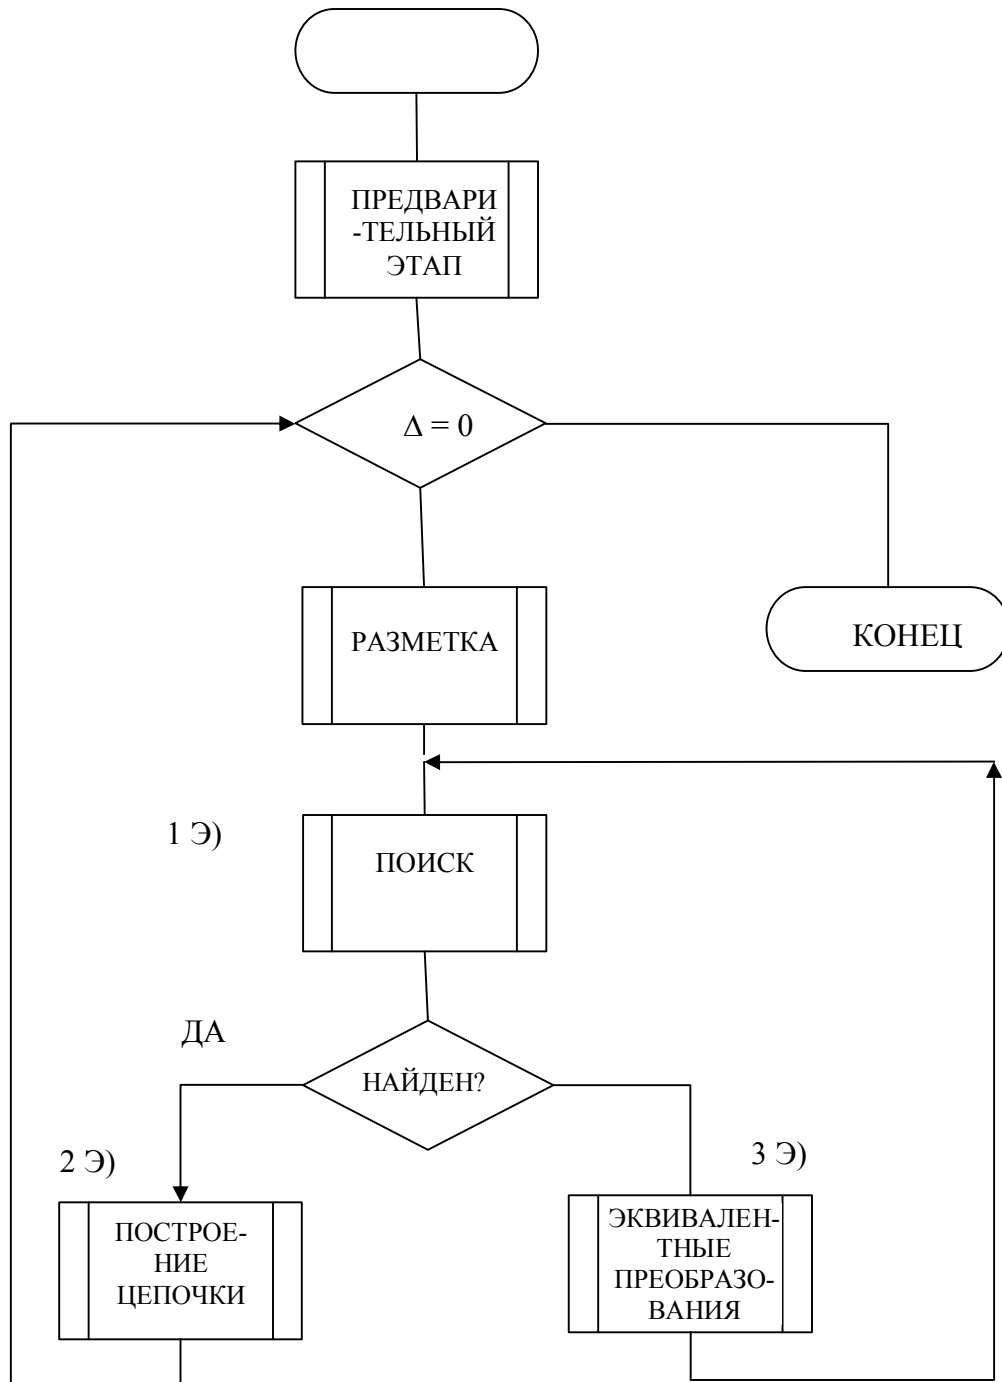 ПРЕДВАРИ
-ТЕЛЬНЫЙ
ЭТАП
Δ = 0
РАЗМЕТКА
КОНЕЦ
1 Э)
ПОИСК
ДА
НАЙДЕН?
2 Э)
3 Э)
ПОСТРОЕ-
НИЕ
ЦЕПОЧКИ
ЭКВИВАЛЕН-
ТНЫЕ
ПРЕОБРАЗО-
ВАНИЯ